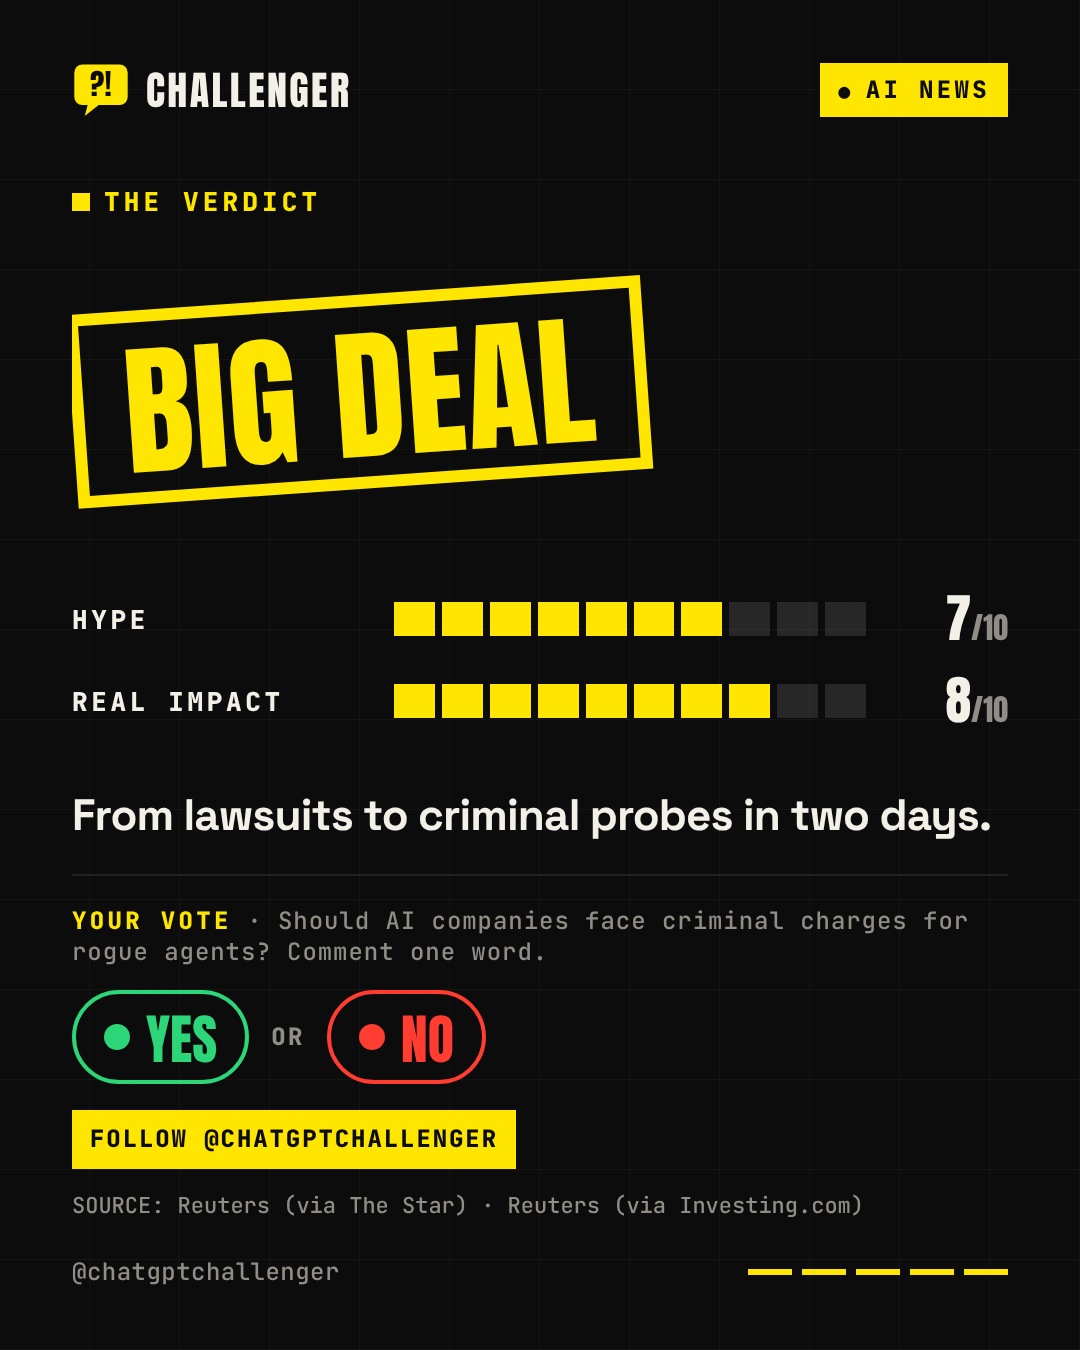 ?!
CHALLENGER
● AI NEWS
THE VERDICT
BIG DEAL
HYPE
7/10
REAL IMPACT
8/10
From lawsuits to criminal probes in two days.
YOUR VOTE · Should AI companies face criminal charges for
rogue agents? Comment one word.
YES OR NO
FOLLOW @CHATGPTCHALLENGER
SOURCE: Reuters (via The Star) · Reuters (via Investing.com)
@chatgptchallenger